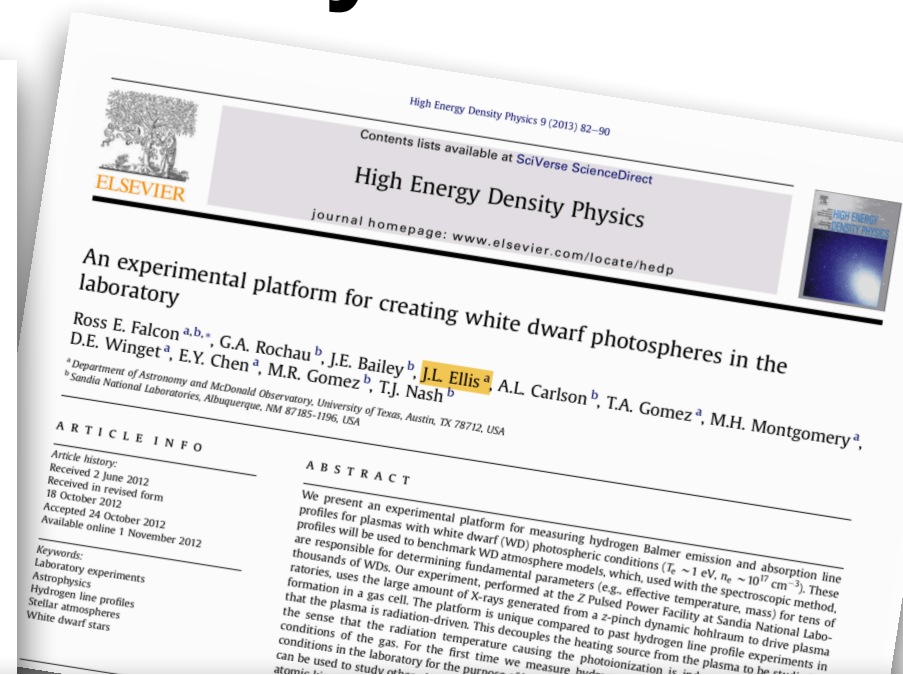 High Energy Density Physics 9 (2013) 82–90
Contents lists available at SciVerse ScienceDirect
High Energy Density Physics
journal homepage: www.elsevier.com/locate/hedp
ELSEVIER
HIGH ENERGY
DENSITY PHYSICS
An experimental platform for creating white dwarf photospheres in the
laboratory
Ross E. Falcon a,b,*, G.A. Rochau b, J.E. Bailey b, J.L. Ellis a, A.L. Carlson b, T.A. Gomez a, M.H. Montgomery a,
D.E. Winget a, E.Y. Chen a, M.R. Gomez b, T.J. Nash b
a Department of Astronomy and McDonald Observatory, University of Texas, Austin, TX 78712, USA
b Sandia National Laboratories, Albuquerque, NM 87185-1196, USA
ARTICLE INFO
Article history:
Received 2 June 2012
Received in revised form
18 October 2012
Accepted 24 October 2012
Available online 1 November 2012
Keywords:
Laboratory experiments
Astrophysics
Hydrogen line profiles
Stellar atmospheres
White dwarf stars
ABSTRACT
We present an experimental platform for measuring hydrogen Balmer emission and absorption line
profiles for plasmas with white dwarf (WD) photospheric conditions (Te ~1 eV, ne ~10^17 cm^−3). These
profiles will be used to benchmark WD atmosphere models, which, used with the spectroscopic method,
are responsible for determining fundamental parameters (e.g., effective temperature, mass) for tens of
thousands of WDs. Our experiment, performed at the Z Pulsed Power Facility at Sandia National Labo-
ratories, uses the large amount of X-rays generated from a z-pinch dynamic hohlraum to drive plasma
formation in a gas cell. The platform is unique compared to past hydrogen line profile experiments in
that the plasma is radiation-driven. This decouples the heating source from the plasma to be
the sense that the radiation temperature causing the photoionization is
conditions of the gas. For the first time we measure
conditions in the laboratory for the purpose
can be used to study